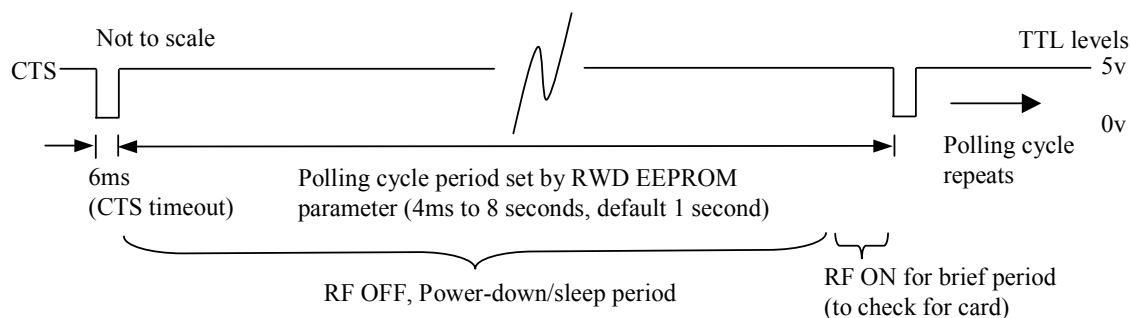 Not to scale
TTL levels
CTS
5v
0v
6ms
(CTS timeout)
Polling cycle period set by RWD EEPROM
parameter (4ms to 8 seconds, default 1 second)
Polling cycle
repeats
RF OFF, Power-down/sleep period
RF ON for brief period
(to check for card)